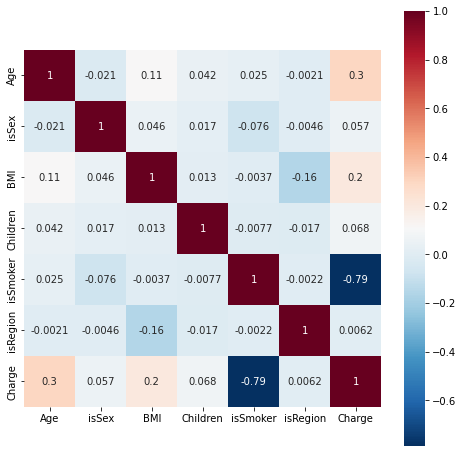 Age 1 -0.021 0.11 0.042 0.025 -0.0021 0.3
isSex -0.021 1 0.046 0.017 -0.076 -0.0046 0.057
BMI 0.11 0.046 1 0.013 -0.0037 -0.16 0.2
Children 0.042 0.017 0.013 1 -0.0077 -0.017 0.068
isSmoker 0.025 -0.076 -0.0037 -0.0077 1 -0.0022 -0.79
isRegion -0.0021 -0.0046 -0.16 -0.017 -0.0022 1 0.0062
Charge 0.3 0.057 0.2 0.068 -0.79 0.0062 1
Age isSex BMI Children isSmoker isRegion Charge
1.0
0.8
0.6
0.4
0.2
0.0
−0.2
−0.4
−0.6